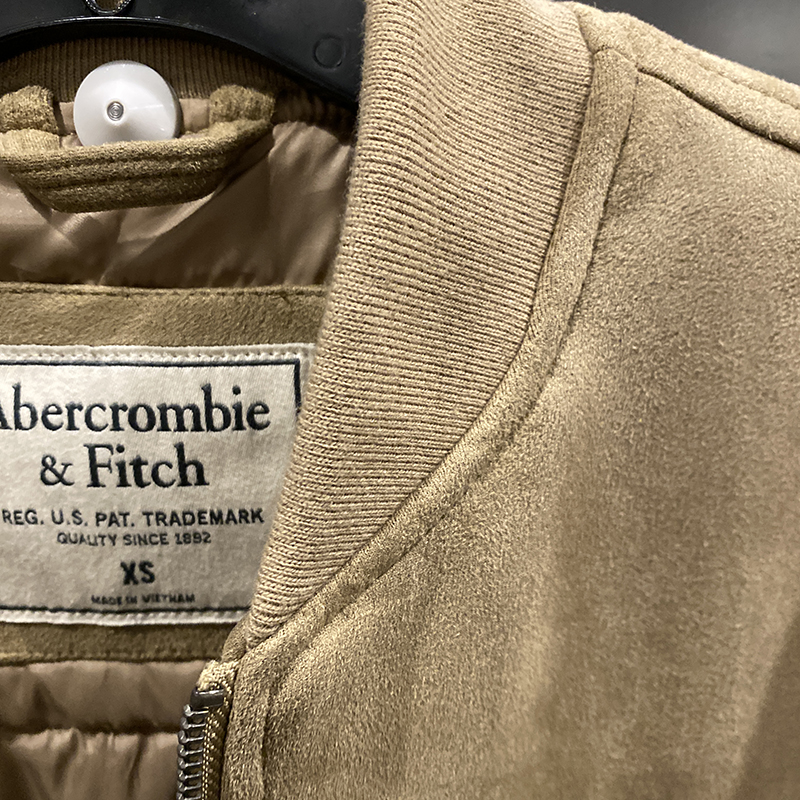 Abercrombie
& Fitch
REG. U.S. PAT. TRADEMARK
QUALITY SINCE 1892
XS
MADE IN VIETNAM